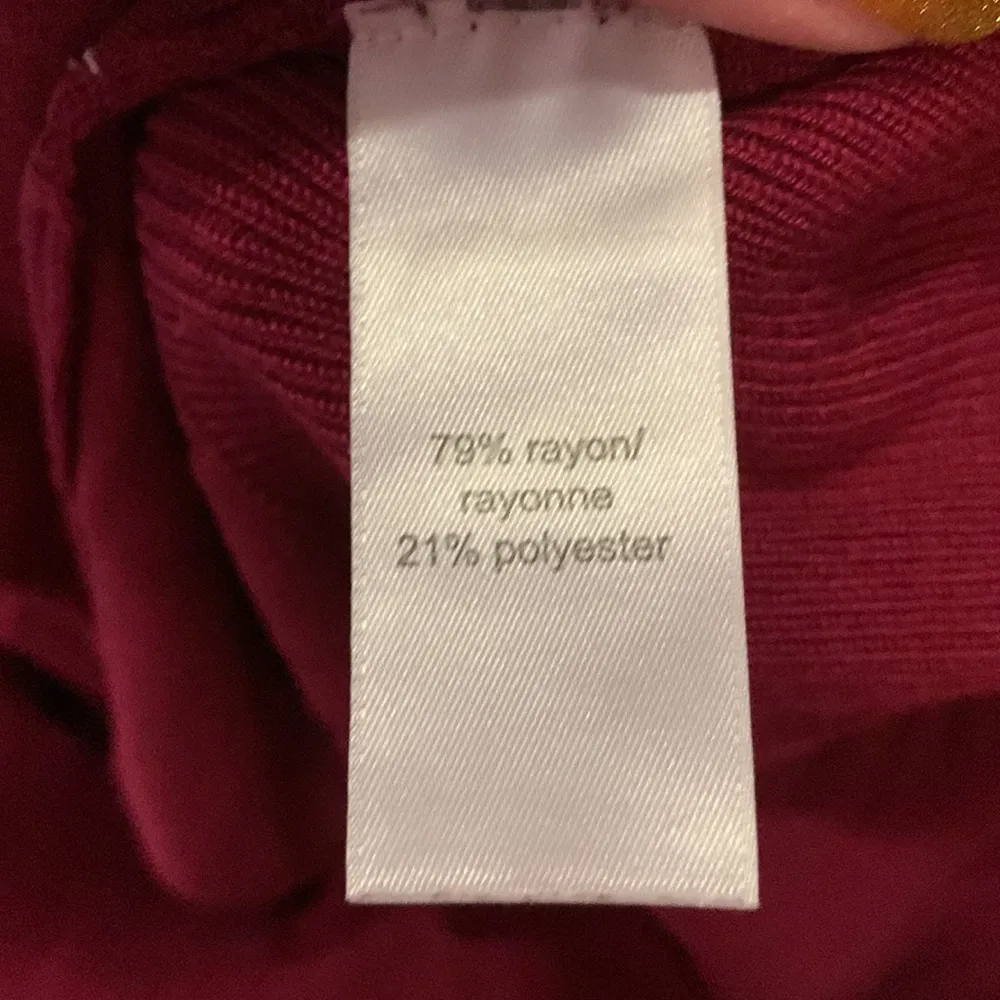 79% rayon/
rayonne
21% polyester